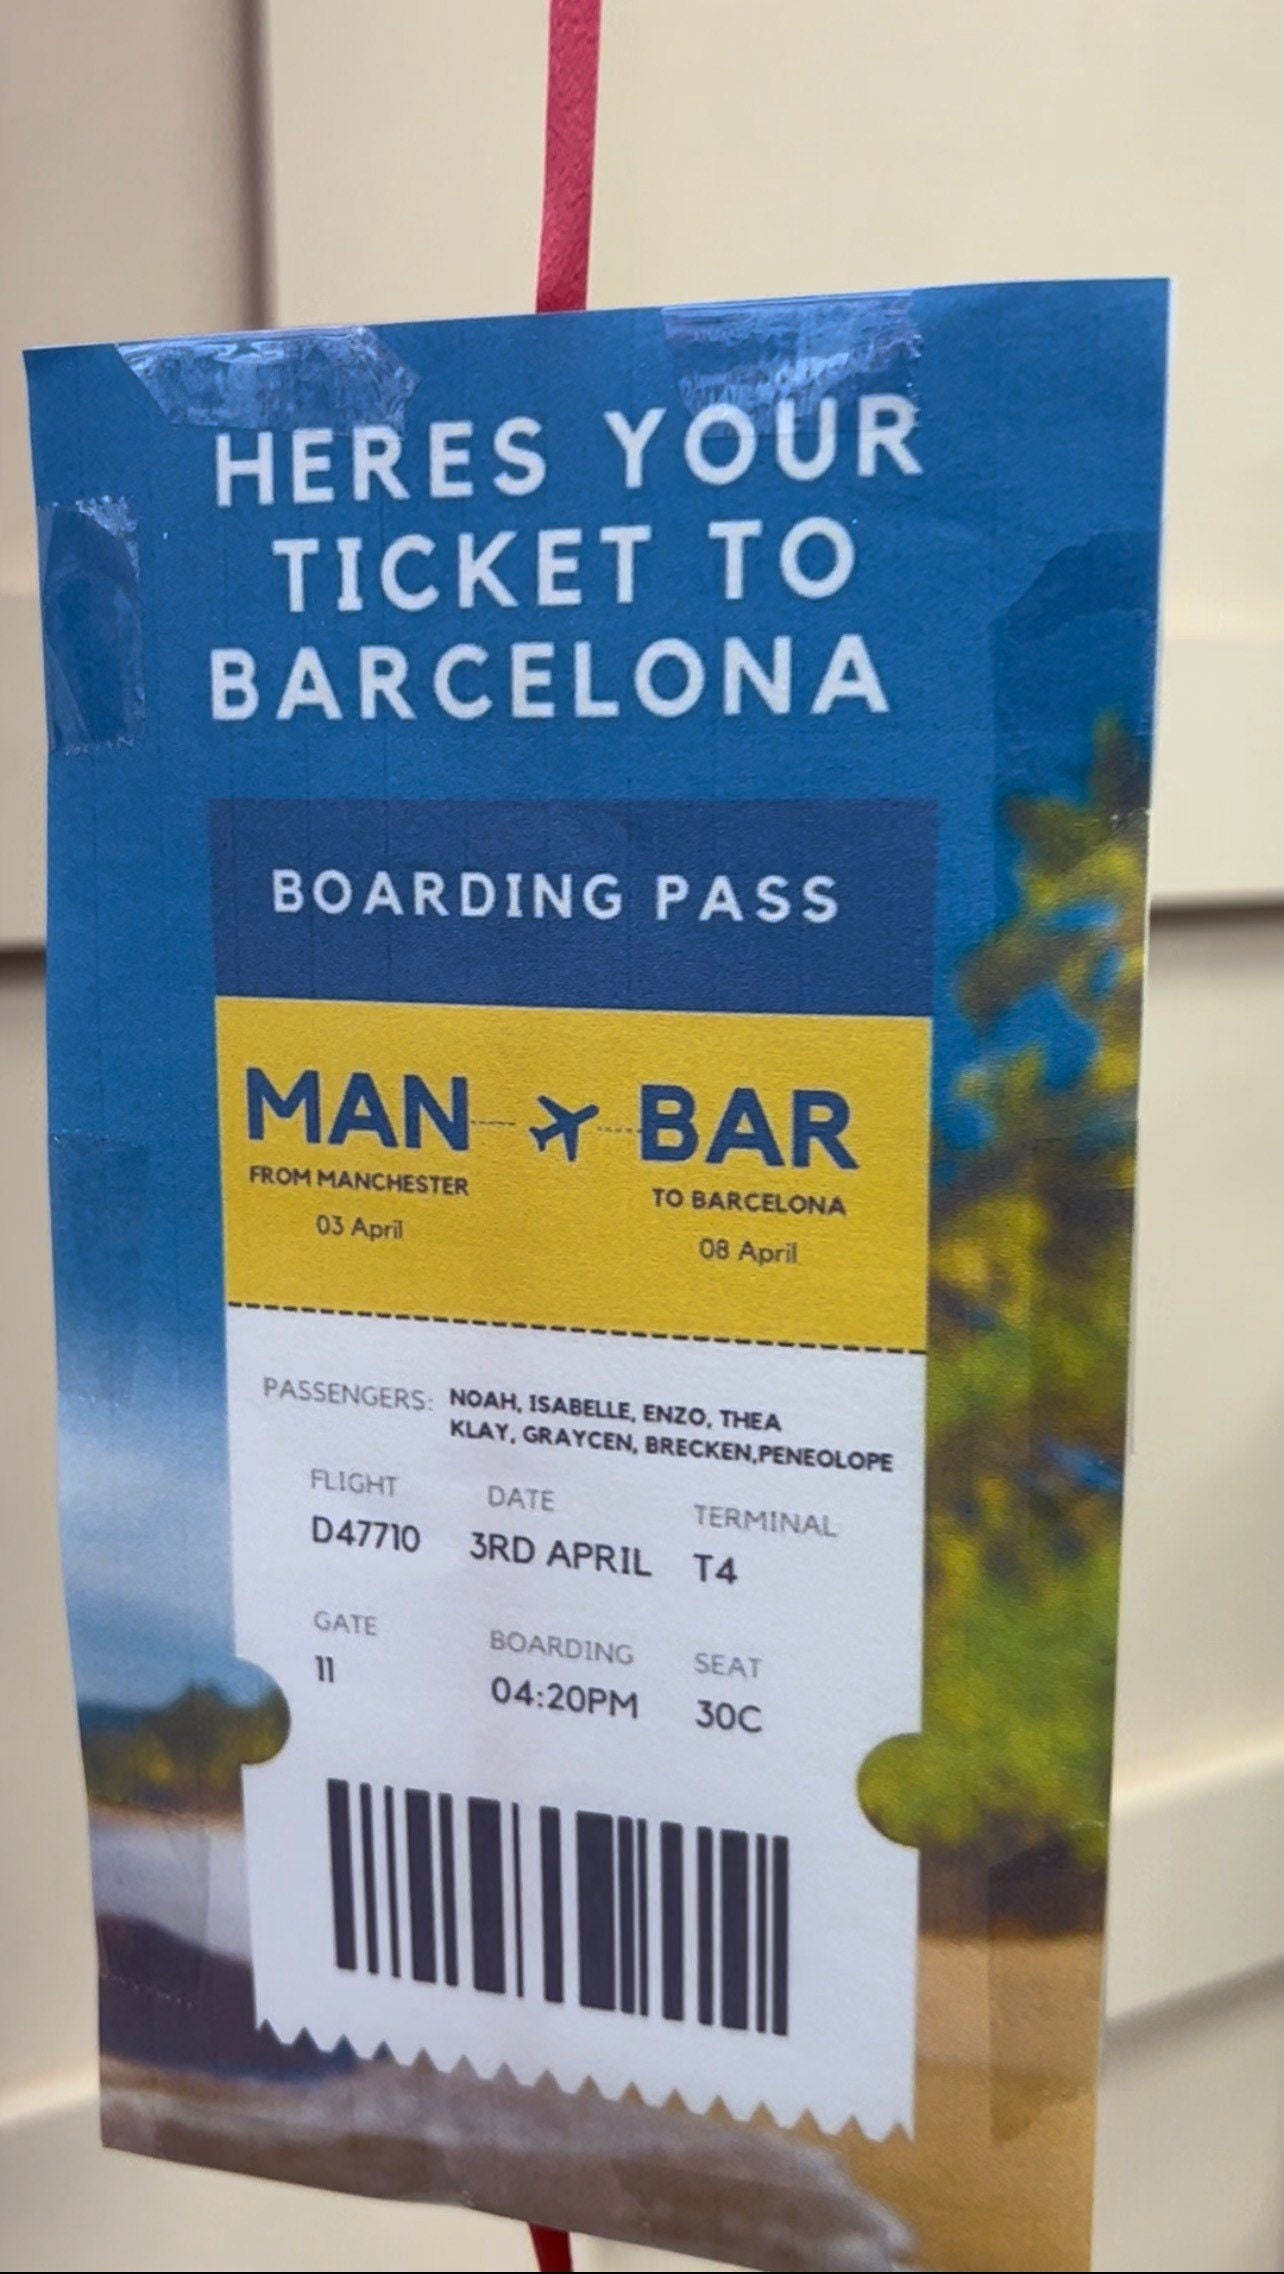 HERES YOUR
TICKET TO
BARCELONA
BOARDING PASS
MAN BAR
FROM MANCHESTER TO BARCELONA
03 April 08 April
PASSENGERS: NOAH, ISABELLE, ENZO, THEA
KLAY, GRAYCEN, BRECKEN,PENEOLOPE
FLIGHT DATE TERMINAL
D47710 3RD APRIL T4
GATE BOARDING SEAT
11 04:20PM 30C